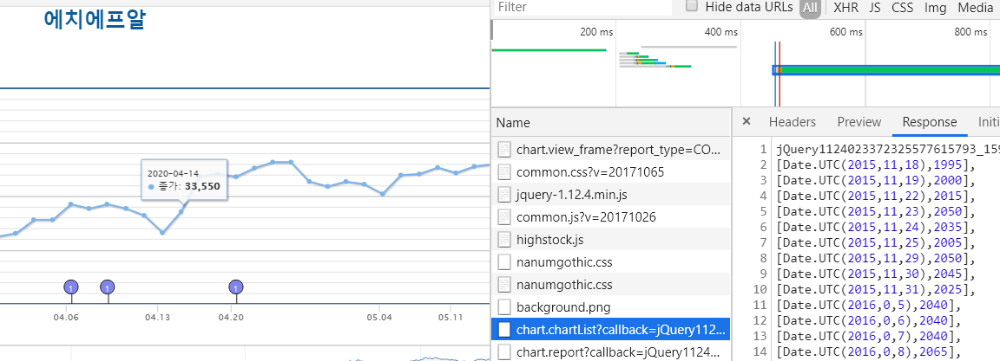 에치에프알
2020-04-14
종가: 33,550
1
1
1
04.06
04.13
04.20
05.04
05.11
Filter
Hide data URLs
All
XHR
JS
CSS
Img
Media
200 ms
400 ms
600 ms
800 ms
Name
chart.view_frame?report_type=CO...
common.css?v=20171065
jquery-1.12.4.min.js
common.js?v=20171026
highstock.js
nanumgothic.css
nanumgothic.css
background.png
chart.chartList?callback=jQuery112...
chart.report?callback=jQuery1124...
×
Headers
Preview
Response
Initi
1 jQuery1124023372325577615793_159
2 [Date.UTC(2015,11,18),1995],
3 [Date.UTC(2015,11,19),2000],
4 [Date.UTC(2015,11,22),2015],
5 [Date.UTC(2015,11,23),2050],
6 [Date.UTC(2015,11,24),2035],
7 [Date.UTC(2015,11,25),2005],
8 [Date.UTC(2015,11,29),2050],
9 [Date.UTC(2015,11,30),2045],
10 [Date.UTC(2015,11,31),2025],
11 [Date.UTC(2016,0,5),2040],
12 [Date.UTC(2016,0,6),2040],
13 [Date.UTC(2016,0,7),2040],
14 [Date.UTC(2016,0,8),2065],